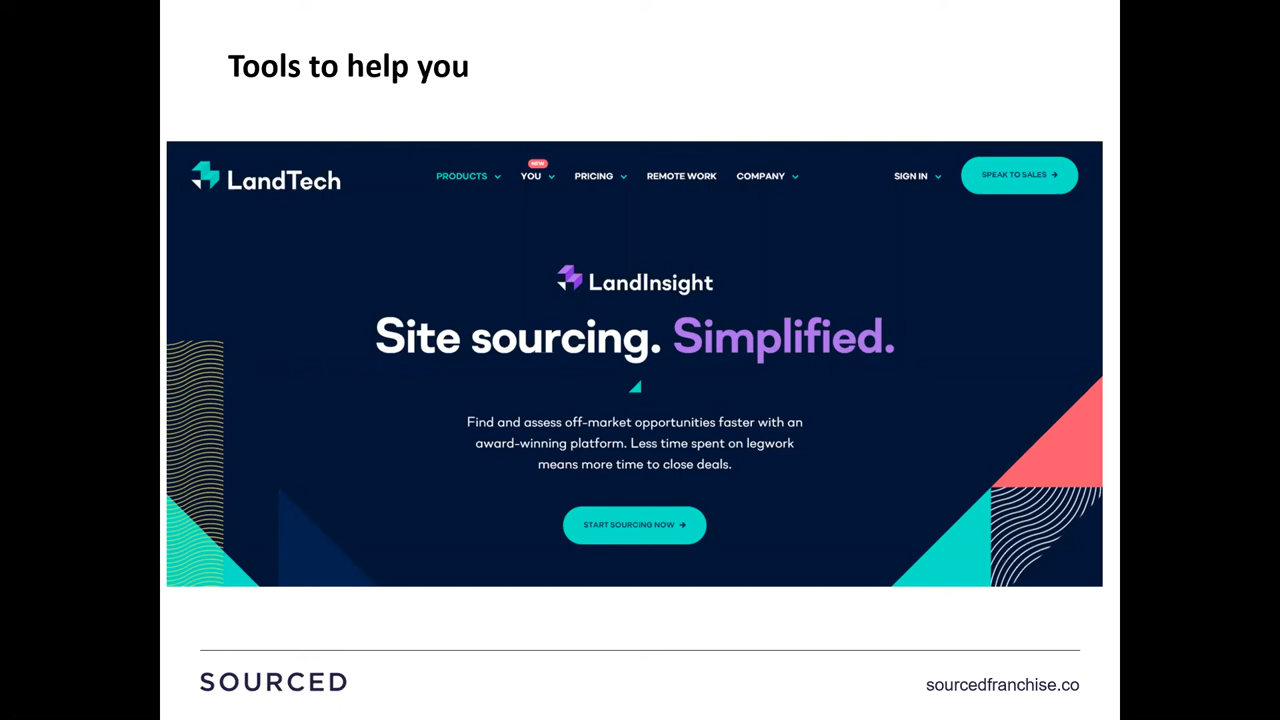 Tools to help you
LandTech
PRODUCTS
NEW
YOU
PRICING
REMOTE WORK
COMPANY
SIGN IN
SPEAK TO SALES →
LandInsight
Site sourcing. Simplified.
Find and assess off-market opportunities faster with an
award-winning platform. Less time spent on legwork
means more time to close deals.
START SOURCING NOW →
SOURCED
sourcedfranchise.co